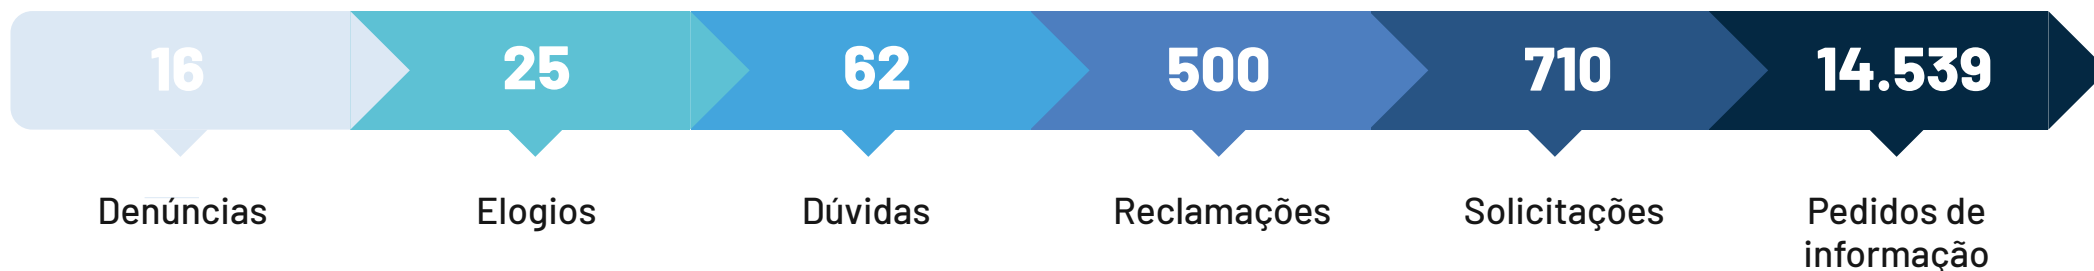 16 25 62 500 710 14.539
Denúncias Elogios Dúvidas Reclamações Solicitações Pedidos de
informação